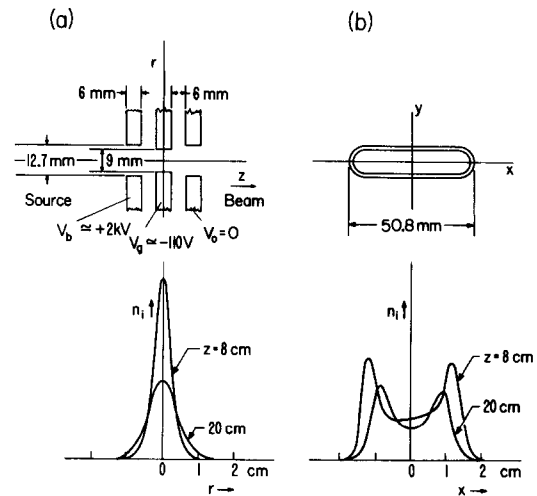 (a)
r
6 mm
6 mm
12.7 mm
9 mm
z
Source
Beam
V_b ≃ +2kV
V_g ≃ -110V
V_o = 0
n_i ↑
z = 8 cm
20 cm
0 1 2 cm
r →
(b)
y
x
50.8 mm
n_i ↑
z = 8 cm
20 cm
0 1 2 cm
x →